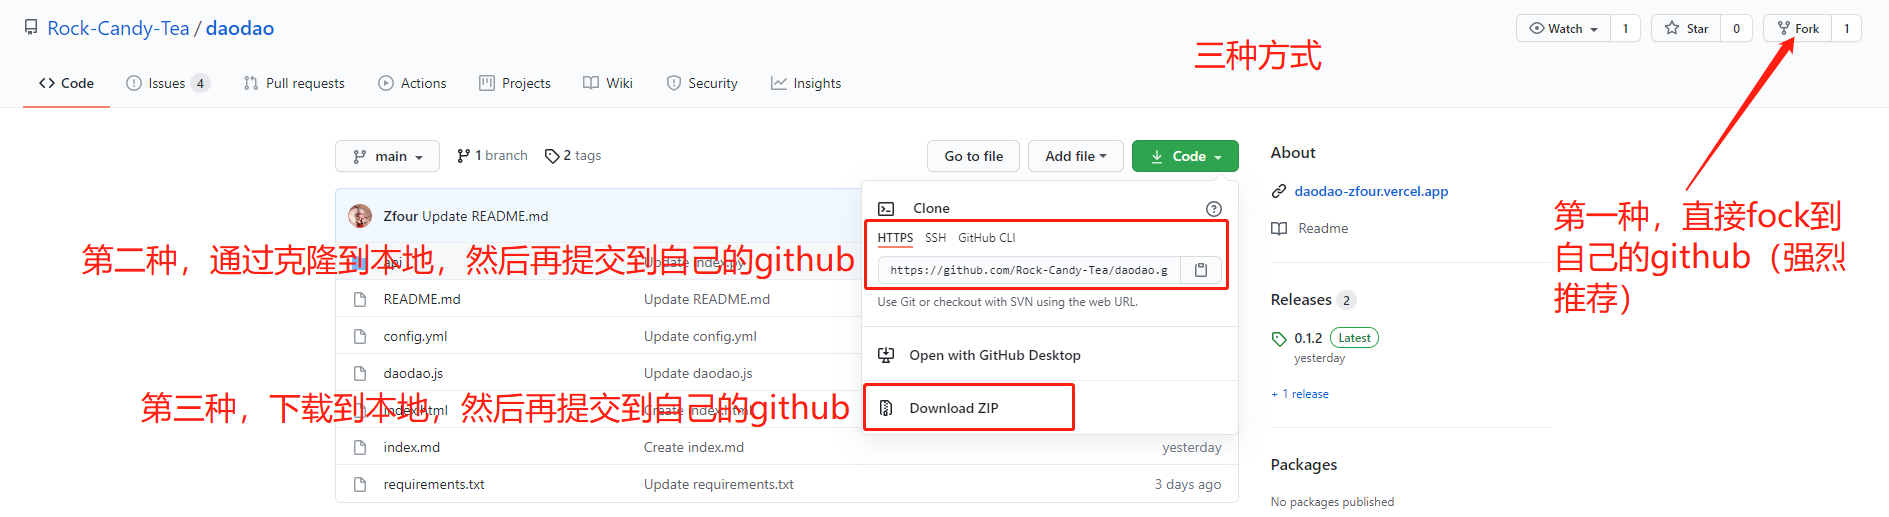 Rock-Candy-Tea / daodao
Watch 1 Star 0 Fork 1
三种方式
Code Issues 4 Pull requests Actions Projects Wiki Security Insights
main 1 branch 2 tags Go to file Add file Code
About
daodao-zfour.vercel.app
Readme
第一种，直接fock到
自己的github（强烈
推荐）
Zfour Update README.md
Clone
HTTPS SSH GitHub CLI
第二种，通过克隆到本地，然后再提交到自己的github
api Update index.py
https://github.com/Rock-Candy-Tea/daodao.g
README.md Update README.md
Use Git or checkout with SVN using the web URL.
Releases 2
config.yml Update config.yml
0.1.2 Latest
yesterday
Open with GitHub Desktop
daodao.js Update daodao.js
+ 1 release
第三种，下载到本地，然后再提交到自己的github
index.html Create index.html
Download ZIP
index.md Create index.md yesterday
Packages
requirements.txt Update requirements.txt 3 days ago
No packages published